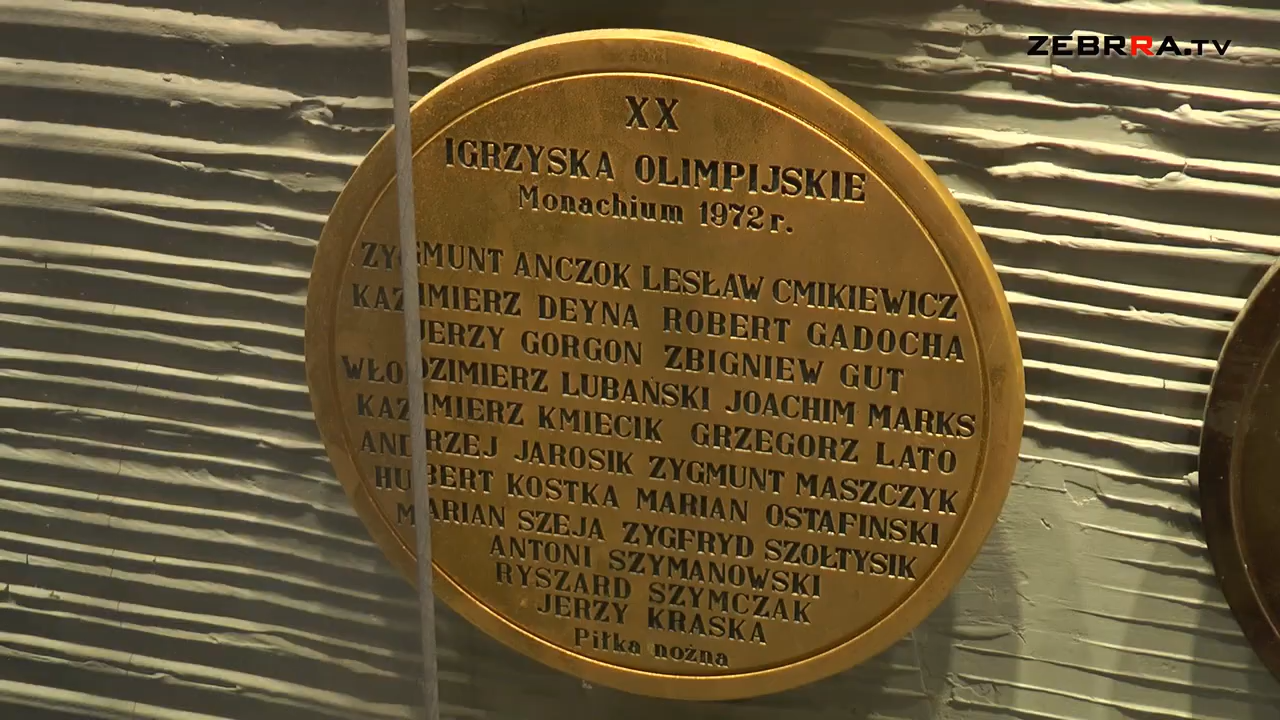 ZEBRRA.TV
XX
IGRZYSKA OLIMPIJSKIE
Monachium 1972 r.
ZYGMUNT ANCZOK LESŁAW CMIKIEWICZ
KAZIMIERZ DEYNA ROBERT GADOCHA
JERZY GORGON ZBIGNIEW GUT
WŁODZIMIERZ LUBAŃSKI JOACHIM MARKS
KAZIMIERZ KMIECIK GRZEGORZ LATO
ANDRZEJ JAROSIK ZYGMUNT MASZCZYK
HUBERT KOSTKA MARIAN OSTAFIŃSKI
MARIAN SZEJA ZYGFRYD SZOŁTYSIK
ANTONI SZYMANOWSKI
RYSZARD SZYMCZAK
JERZY KRASKA
Piłka nożna